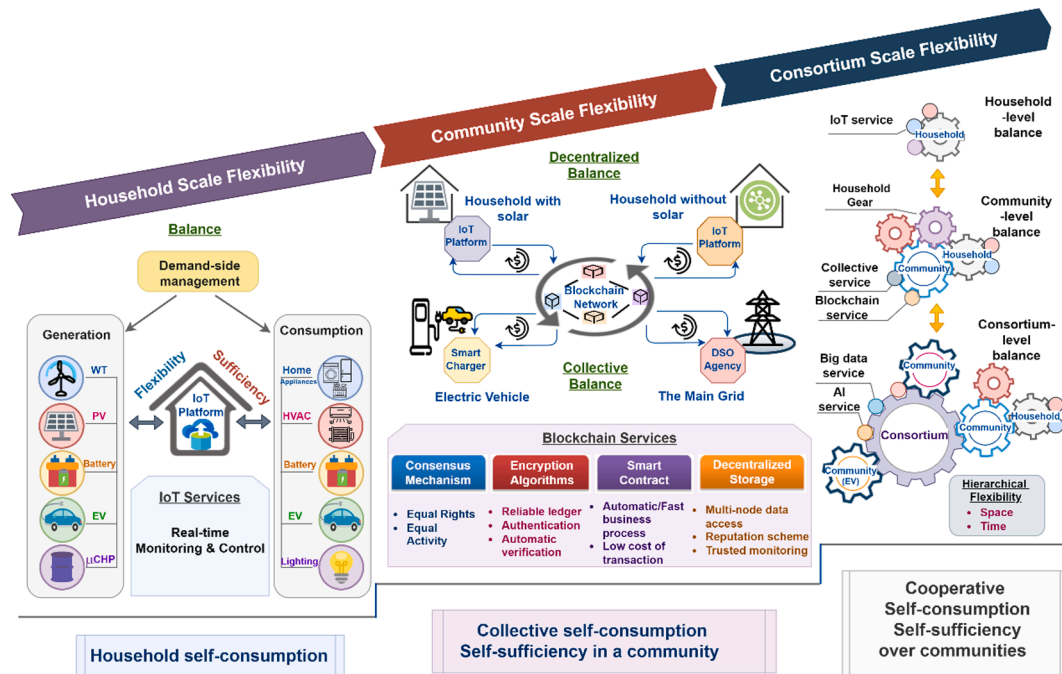 Household Scale Flexibility
Community Scale Flexibility
Consortium Scale Flexibility
Balance
Demand-side
management
Generation
WT
PV
Battery
EV
µCHP
Flexibility
Sufficiency
IoT
Platform
IoT Services
Real-time
Monitoring & Control
Consumption
Home
Appliances
HVAC
Battery
EV
Lighting
Household self-consumption
Decentralized
Balance
Household with
solar
IoT
Platform
Household without
solar
IoT
Platform
Blockchain
Network
Smart
Charger
Electric Vehicle
Collective
Balance
DSO
Agency
The Main Grid
Blockchain Services
Consensus
Mechanism
• Equal Rights
• Equal
Activity
Encryption
Algorithms
• Reliable ledger
• Authentication
• Automatic
verification
Smart
Contract
• Automatic/Fast
business
process
• Low cost of
transaction
Decentralized
Storage
• Multi-node data
access
• Reputation scheme
• Trusted monitoring
Collective self-consumption
Self-sufficiency in a community
IoT service
Household
Household
-level
balance
Household
Gear
Community
-level
balance
Household
Community
Collective
service
Blockchain
service
Consortium-
level
balance
Big data
service
AI
service
Community
Consortium
Community
Household
Community
(EV)
Hierarchical
Flexibility
• Space
• Time
Cooperative
Self-consumption
Self-sufficiency
over communities